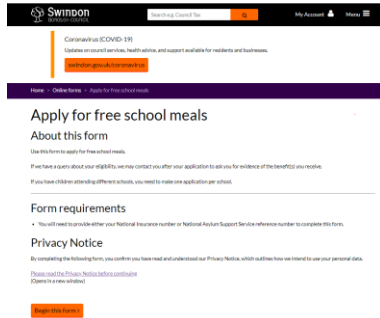 Swindon
BOROUGH COUNCIL
Search e.g. Council Tax
My Account
Menu
Coronavirus (COVID-19)
Updates on council services, health advice, and support available for residents and businesses.
swindon.gov.uk/coronavirus
Home > Online forms > Apply for free school meals
Apply for free school meals
About this form
Use this form to apply for free school meals.
If we have a query about your eligibility, we may contact you after your application to ask you for evidence of the benefit(s) you receive.
If you have children attending different schools, you need to make one application per school.
Form requirements
• You will need to provide either your National Insurance number or National Asylum Support Service reference number to complete this form.
Privacy Notice
By completing the following form, you confirm you have read and understood our Privacy Notice, which outlines how we intend to use your personal data.
Please read the Privacy Notice before continuing
(Opens in a new window)
Begin this form >